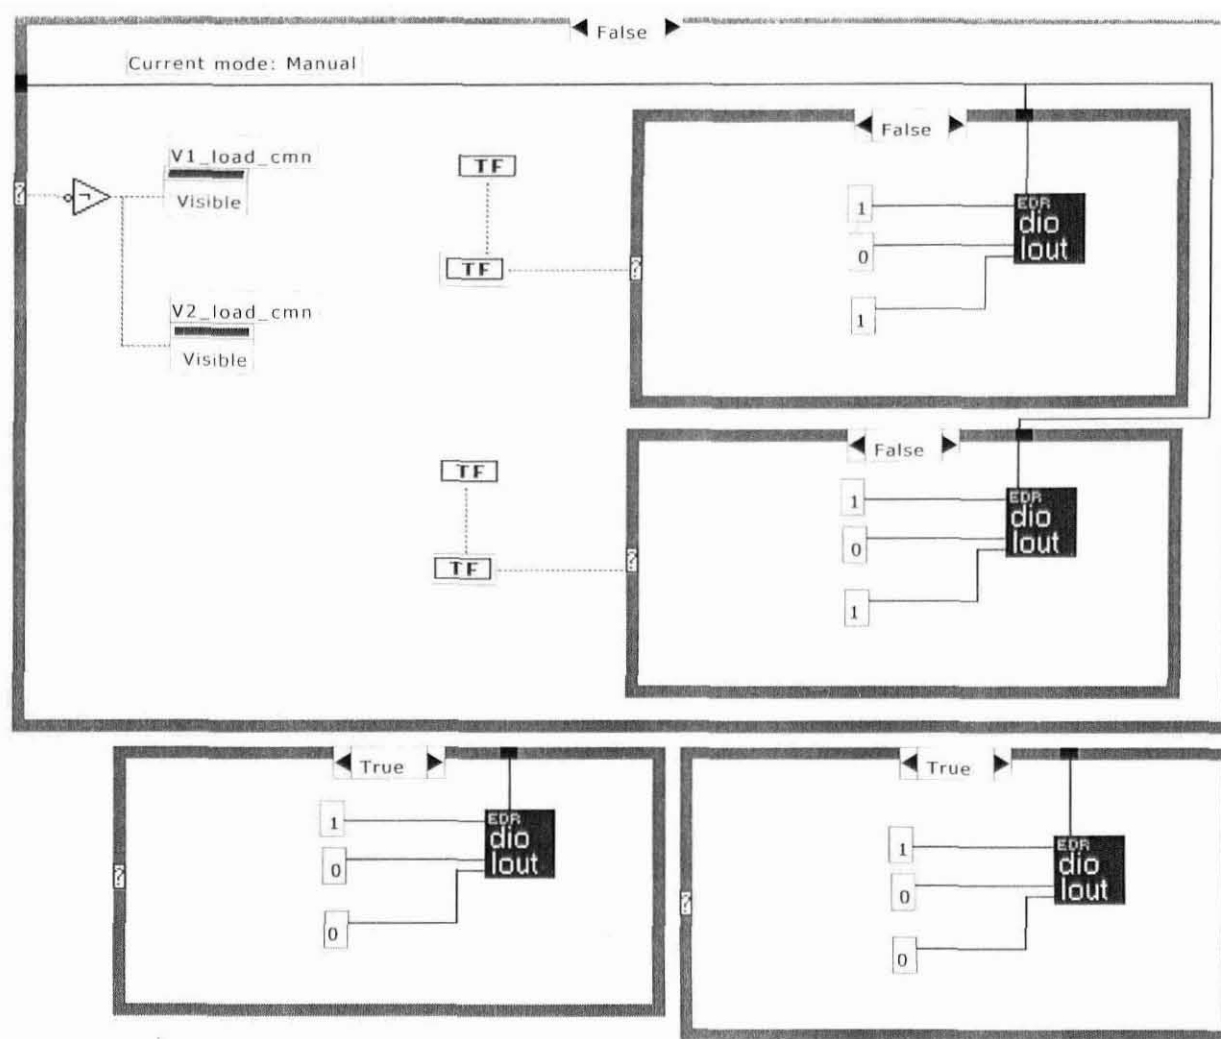 False
Current mode: Manual
False
V1_load_cmn
Visible
TF
TF
1
0
1
EDR
dio
lout
V2_load_cmn
Visible
False
TF
TF
1
0
1
EDR
dio
lout
True
1
0
0
EDR
dio
lout
True
1
0
0
EDR
dio
lout